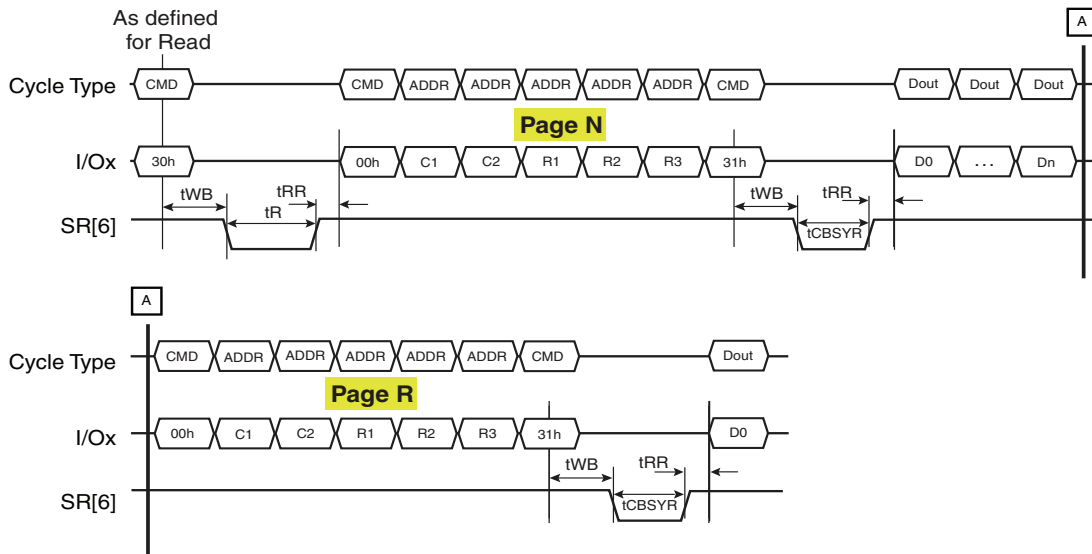 As defined
for Read
A
Cycle Type CMD CMD ADDR ADDR ADDR ADDR ADDR CMD Dout Dout Dout
Page N
I/Ox 30h 00h C1 C2 R1 R2 R3 31h D0 ... Dn
tWB tRR tWB tRR
tR tCBSYR
SR[6]
A
Cycle Type CMD ADDR ADDR ADDR ADDR ADDR CMD Dout
Page R
I/Ox 00h C1 C2 R1 R2 R3 31h D0
tWB tRR
tCBSYR
SR[6]